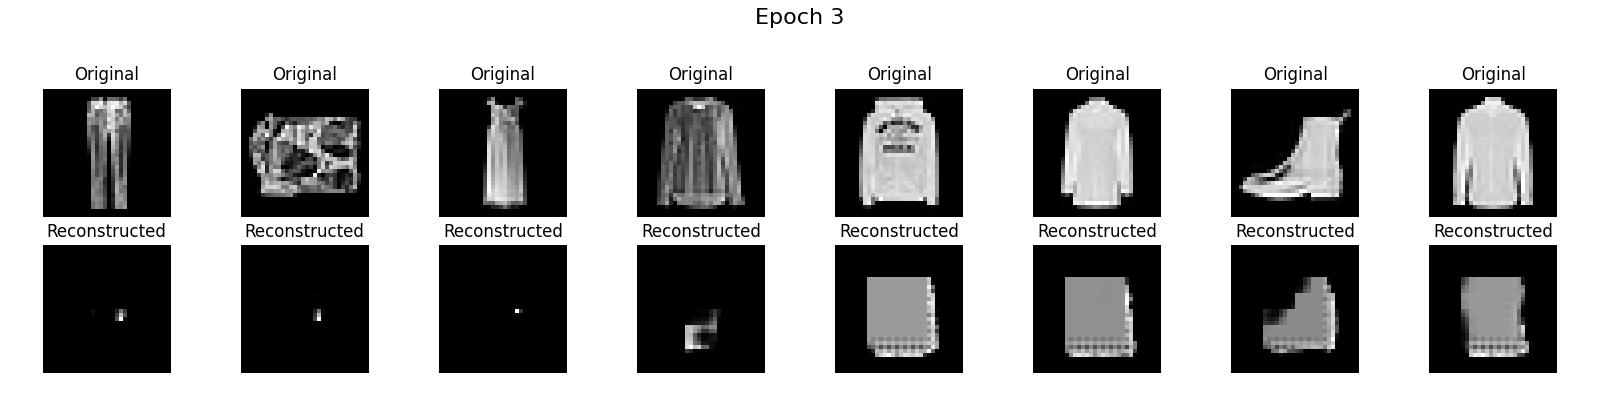 Epoch 3
Original Original Original Original Original Original Original Original
Reconstructed Reconstructed Reconstructed Reconstructed Reconstructed Reconstructed Reconstructed Reconstructed